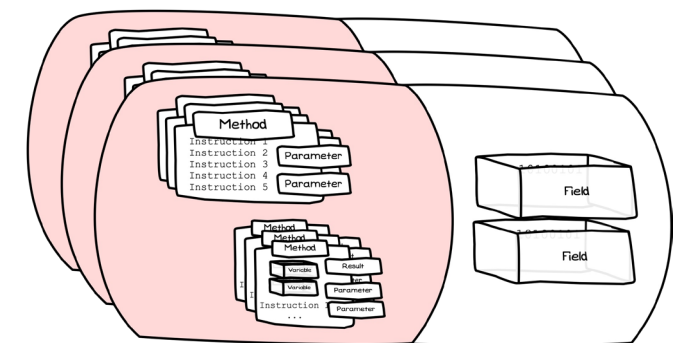 Method
Instruction 1
Instruction 2
Parameter
Instruction 3
Instruction 4
Parameter
Instruction 5
10100101
Field
Field
Method
Method
Method
Variable
Result
Variable
Parameter
Instruction
Parameter
...